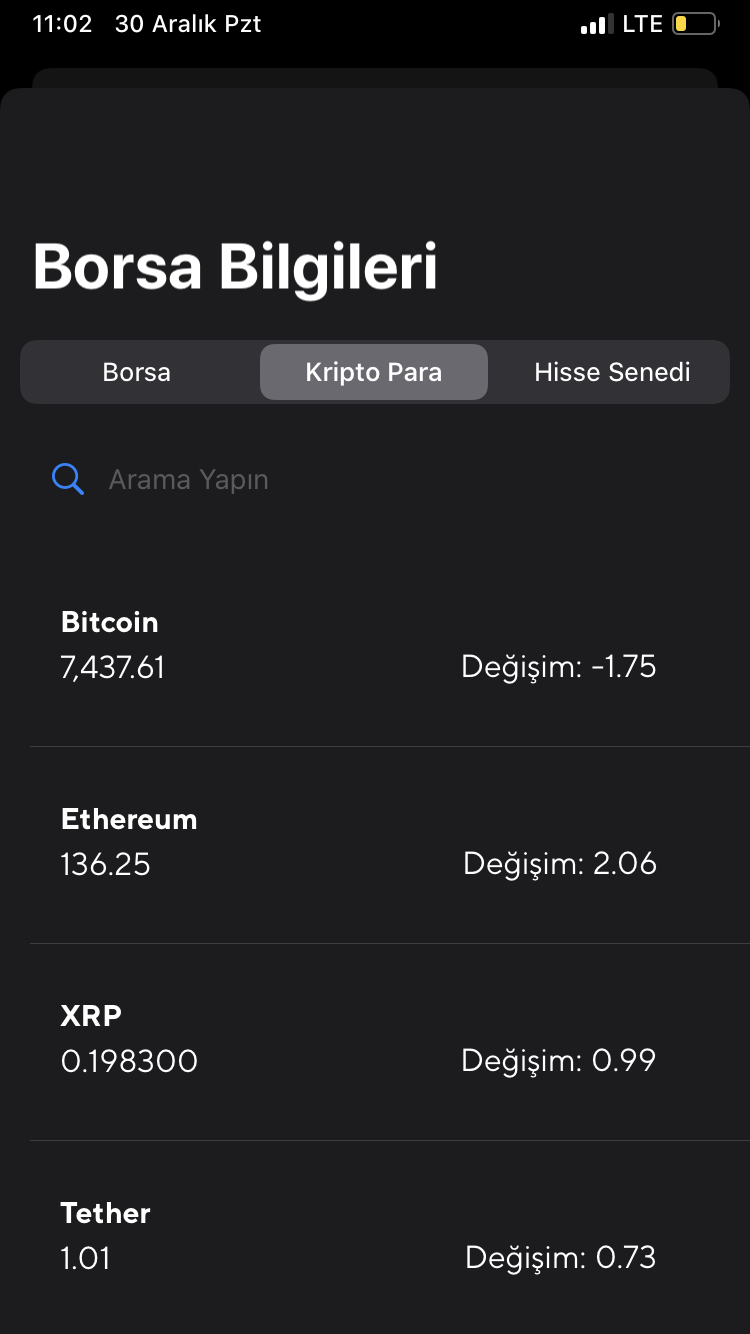 11:02 30 Aralık Pzt LTE
Borsa Bilgileri
Borsa Kripto Para Hisse Senedi
Arama Yapın
Bitcoin
7,437.61 Değişim: -1.75
Ethereum
136.25 Değişim: 2.06
XRP
0.198300 Değişim: 0.99
Tether
1.01 Değişim: 0.73